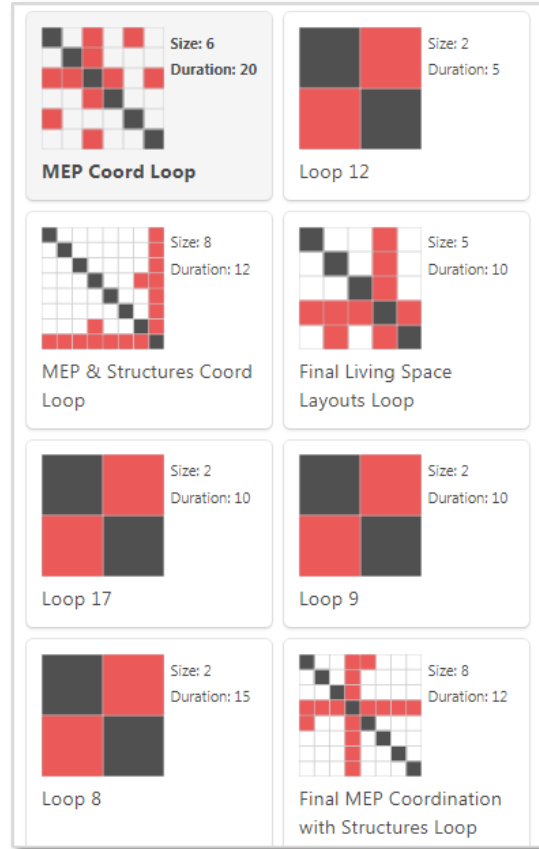 Size: 6
Duration: 20
MEP Coord Loop
Size: 2
Duration: 5
Loop 12
Size: 8
Duration: 12
MEP & Structures Coord
Loop
Size: 5
Duration: 10
Final Living Space
Layouts Loop
Size: 2
Duration: 10
Loop 17
Size: 2
Duration: 10
Loop 9
Size: 2
Duration: 15
Loop 8
Size: 8
Duration: 12
Final MEP Coordination
with Structures Loop